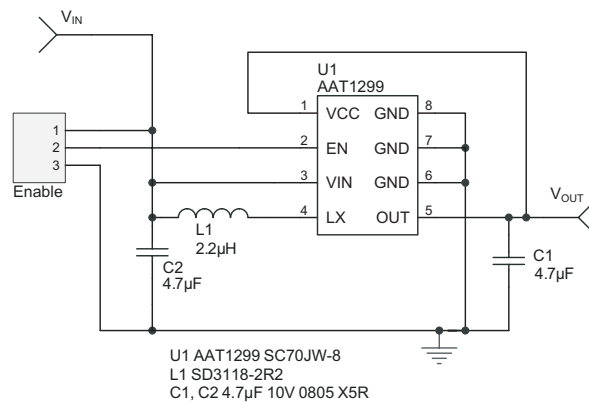 VIN
U1
AAT1299
1 VCC GND 8
1
2
3
2 EN GND 7
3 VIN GND 6
Enable
VOUT
4 LX OUT 5
L1
2.2µH
C2
4.7µF
C1
4.7µF
U1 AAT1299 SC70JW-8
L1 SD3118-2R2
C1, C2 4.7µF 10V 0805 X5R